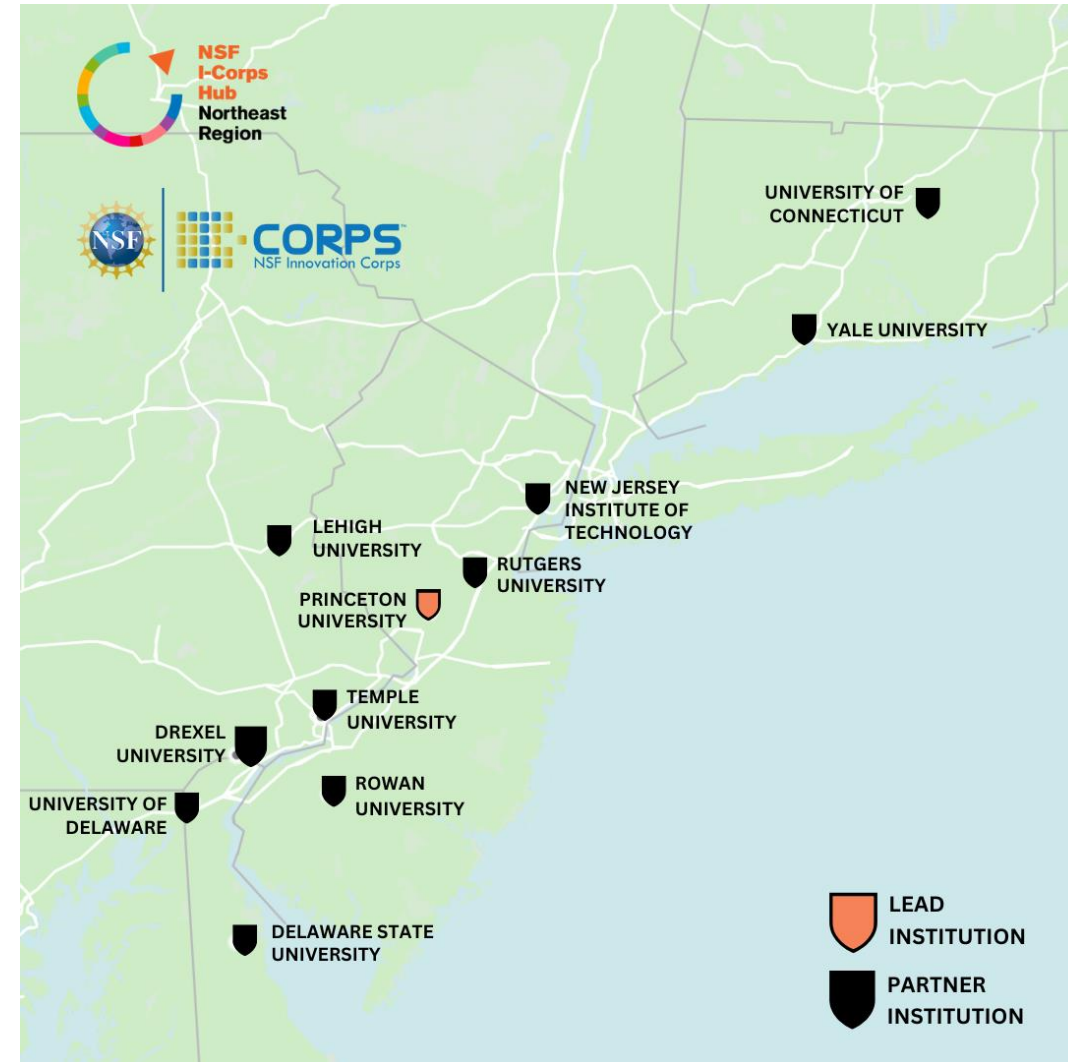 NSF
I-Corps
Hub
Northeast
Region
NSF
CORPS™
NSF Innovation Corps
UNIVERSITY OF
CONNECTICUT
YALE UNIVERSITY
NEW JERSEY
INSTITUTE OF
TECHNOLOGY
LEHIGH
UNIVERSITY
RUTGERS
UNIVERSITY
PRINCETON
UNIVERSITY
TEMPLE
UNIVERSITY
DREXEL
UNIVERSITY
ROWAN
UNIVERSITY
UNIVERSITY OF
DELAWARE
DELAWARE STATE
UNIVERSITY
LEAD
INSTITUTION
PARTNER
INSTITUTION